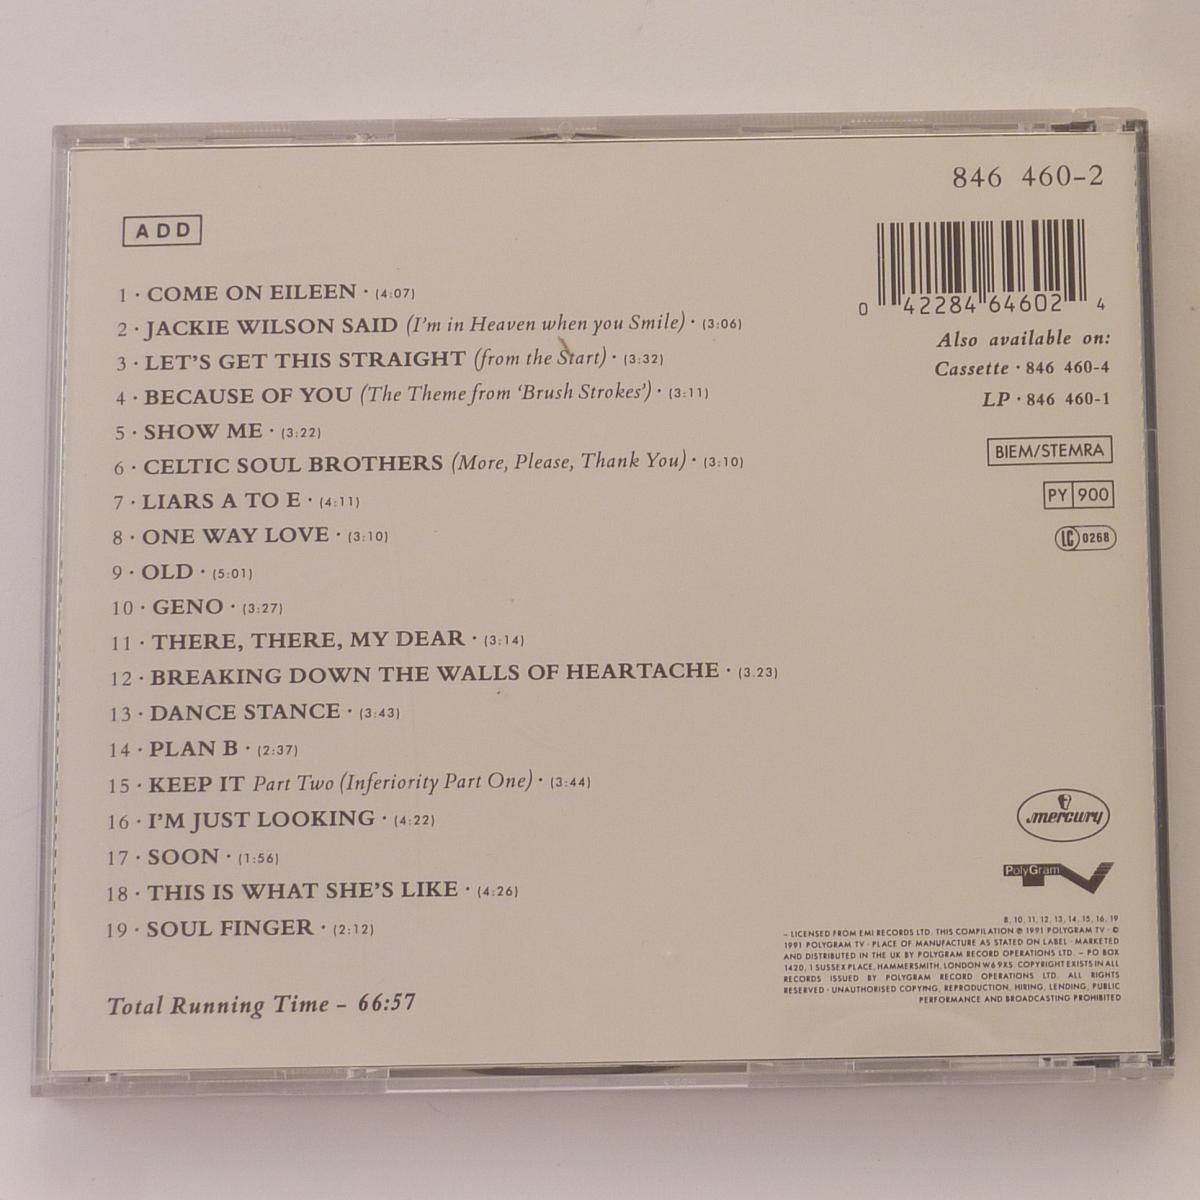 846 460-2
ADD
0 42284 64602 4
Also available on:
Cassette · 846 460-4
LP · 846 460-1
BIEM/STEMRA
PY 900
LC 0268
1 · COME ON EILEEN · (4:07)
2 · JACKIE WILSON SAID (I'm in Heaven when you Smile) · (3:06)
3 · LET'S GET THIS STRAIGHT (from the Start) · (3:32)
4 · BECAUSE OF YOU (The Theme from 'Brush Strokes') · (3:11)
5 · SHOW ME · (3:22)
6 · CELTIC SOUL BROTHERS (More, Please, Thank You) · (3:10)
7 · LIARS A TO E · (4:11)
8 · ONE WAY LOVE · (3:10)
9 · OLD · (5:01)
10 · GENO · (3:27)
11 · THERE, THERE, MY DEAR · (3:14)
12 · BREAKING DOWN THE WALLS OF HEARTACHE · (3.23)
13 · DANCE STANCE · (3:43)
14 · PLAN B · (2:37)
15 · KEEP IT Part Two (Inferiority Part One) · (3:44)
16 · I'M JUST LOOKING · (4:22)
17 · SOON · (1:56)
18 · THIS IS WHAT SHE'S LIKE · (4:26)
19 · SOUL FINGER · (2:12)
Total Running Time – 66:57
mercury
PolyGram TV
8, 10, 11, 12, 13, 14, 15, 16, 19
– LICENSED FROM EMI RECORDS LTD. THIS COMPILATION ℗ 1991 POLYGRAM TV · ©
1991 POLYGRAM TV · PLACE OF MANUFACTURE AS STATED ON LABEL · MARKETED
AND DISTRIBUTED IN THE UK BY POLYGRAM RECORD OPERATIONS LTD. – PO BOX
1420, 1 SUSSEX PLACE, HAMMERSMITH, LONDON W6 9XS. COPYRIGHT EXISTS IN ALL
RECORDS ISSUED BY POLYGRAM RECORD OPERATIONS LTD. ALL RIGHTS
RESERVED · UNAUTHORISED COPYING, REPRODUCTION, HIRING, LENDING, PUBLIC
PERFORMANCE AND BROADCASTING PROHIBITED